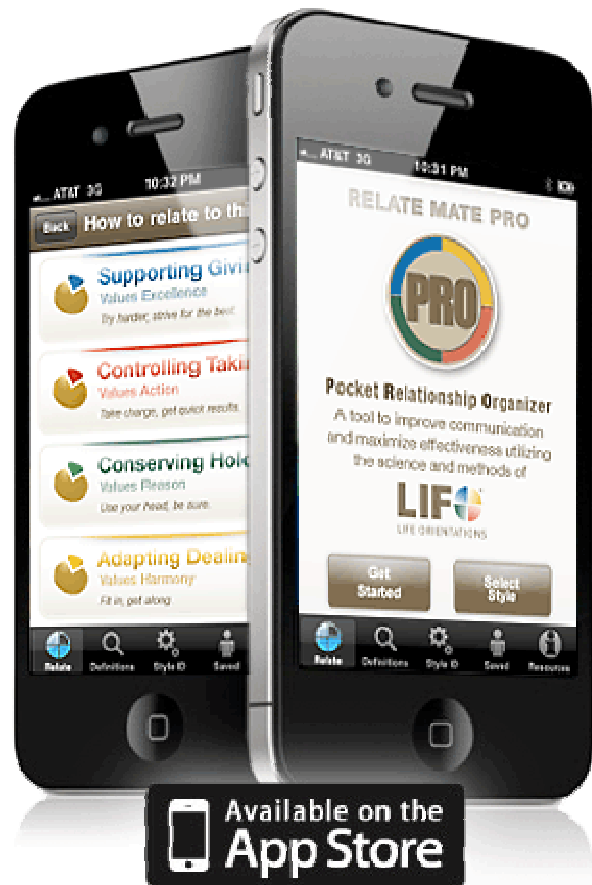 AT&T 3G 10:32 PM
Back How to relate to thi
Supporting Givi
Values Excellence
Try harder, strive for the best.
Controlling Taki
Values Action
Take charge, get quick results.
Conserving Hold
Values Reason
Use your head, be sure.
Adapting Dealin
Values Harmony
Fit in, get along
Relate Definitions Style ID Saved
AT&T 3G 10:31 PM
RELATE MATE PRO
PRO
Pocket Relationship Organizer
A tool to improve communication
and maximize effectiveness utilizing
the science and methods of
LIFO
LIFE ORIENTATIONS
Get
Started
Select
Style
Relate Definitions Style ID Saved Resources
Available on the
App Store